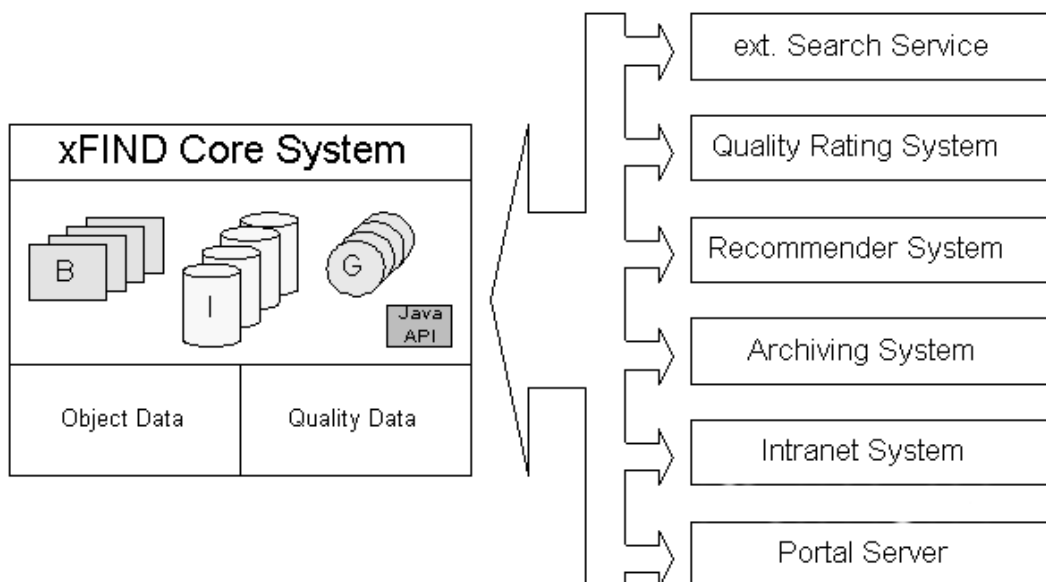 xFIND Core System
B
I
G
Java
API
Object Data
Quality Data
ext. Search Service
Quality Rating System
Recommender System
Archiving System
Intranet System
Portal Server